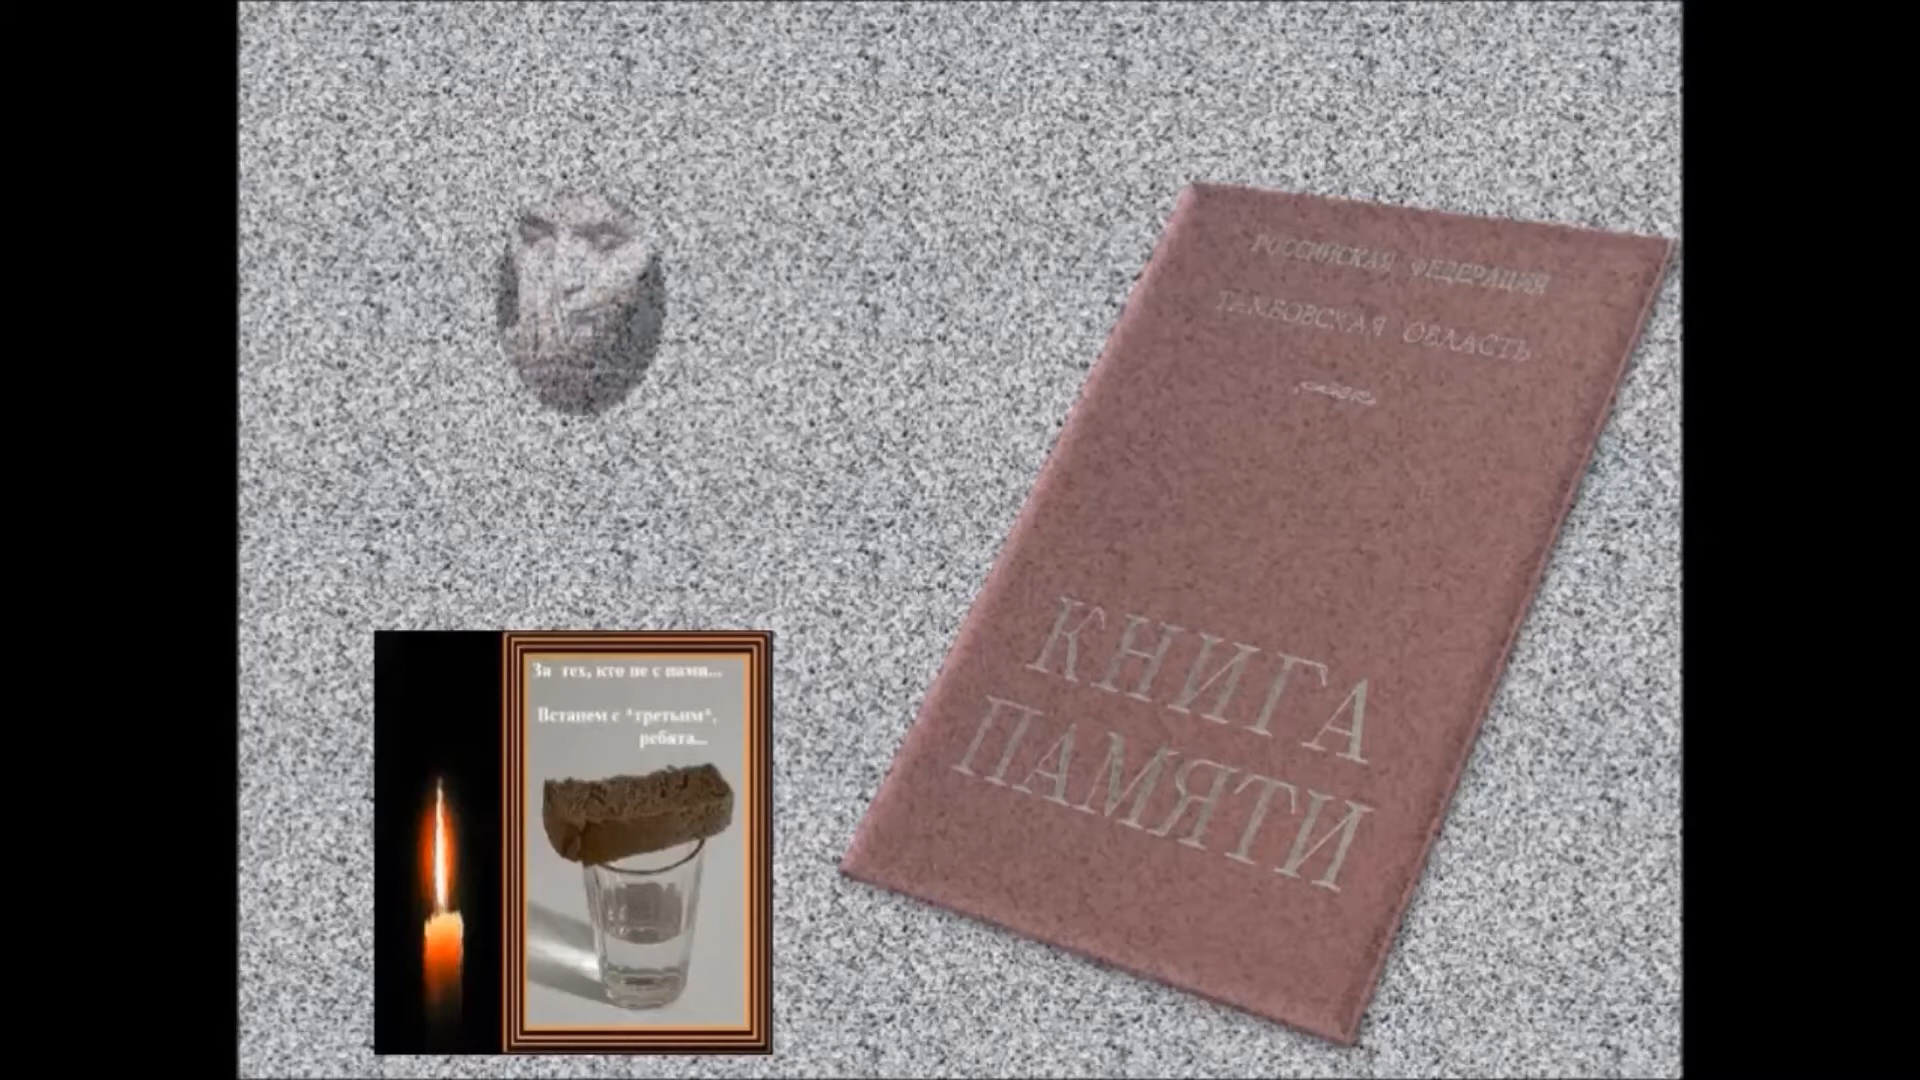 РОССИЙСКАЯ ФЕДЕРАЦИЯ
ТАМБОВСКАЯ ОБЛАСТЬ
КНИГА
ПАМЯТИ
За тех, кто не с нами...
Встанем с *третьим*,
ребята...